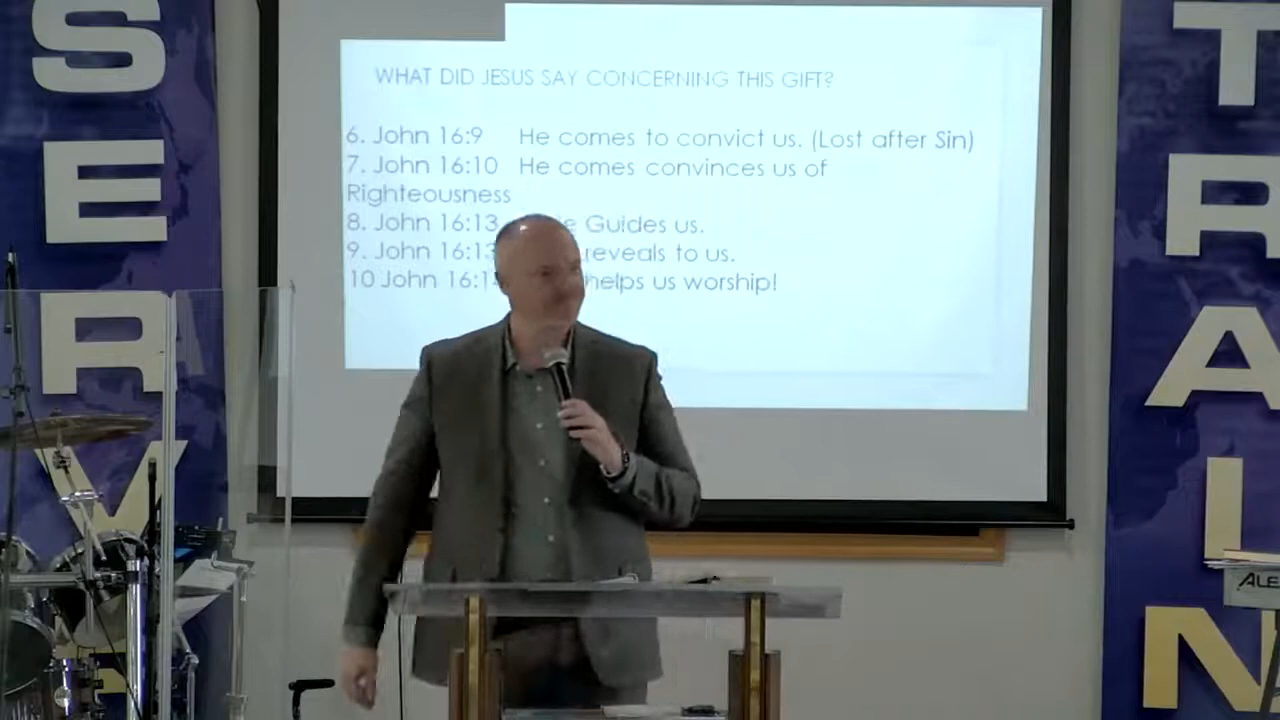 WHAT DID JESUS SAY CONCERNING THIS GIFT?
6. John 16:9 He comes to convict us. (Lost after Sin)
7. John 16:10 He comes convinces us of
Righteousness
8. John 16:13 Guides us.
9. John 16:13 reveals to us.
10 John 16:1 helps us worship!
SERV
TRAIN
ALE